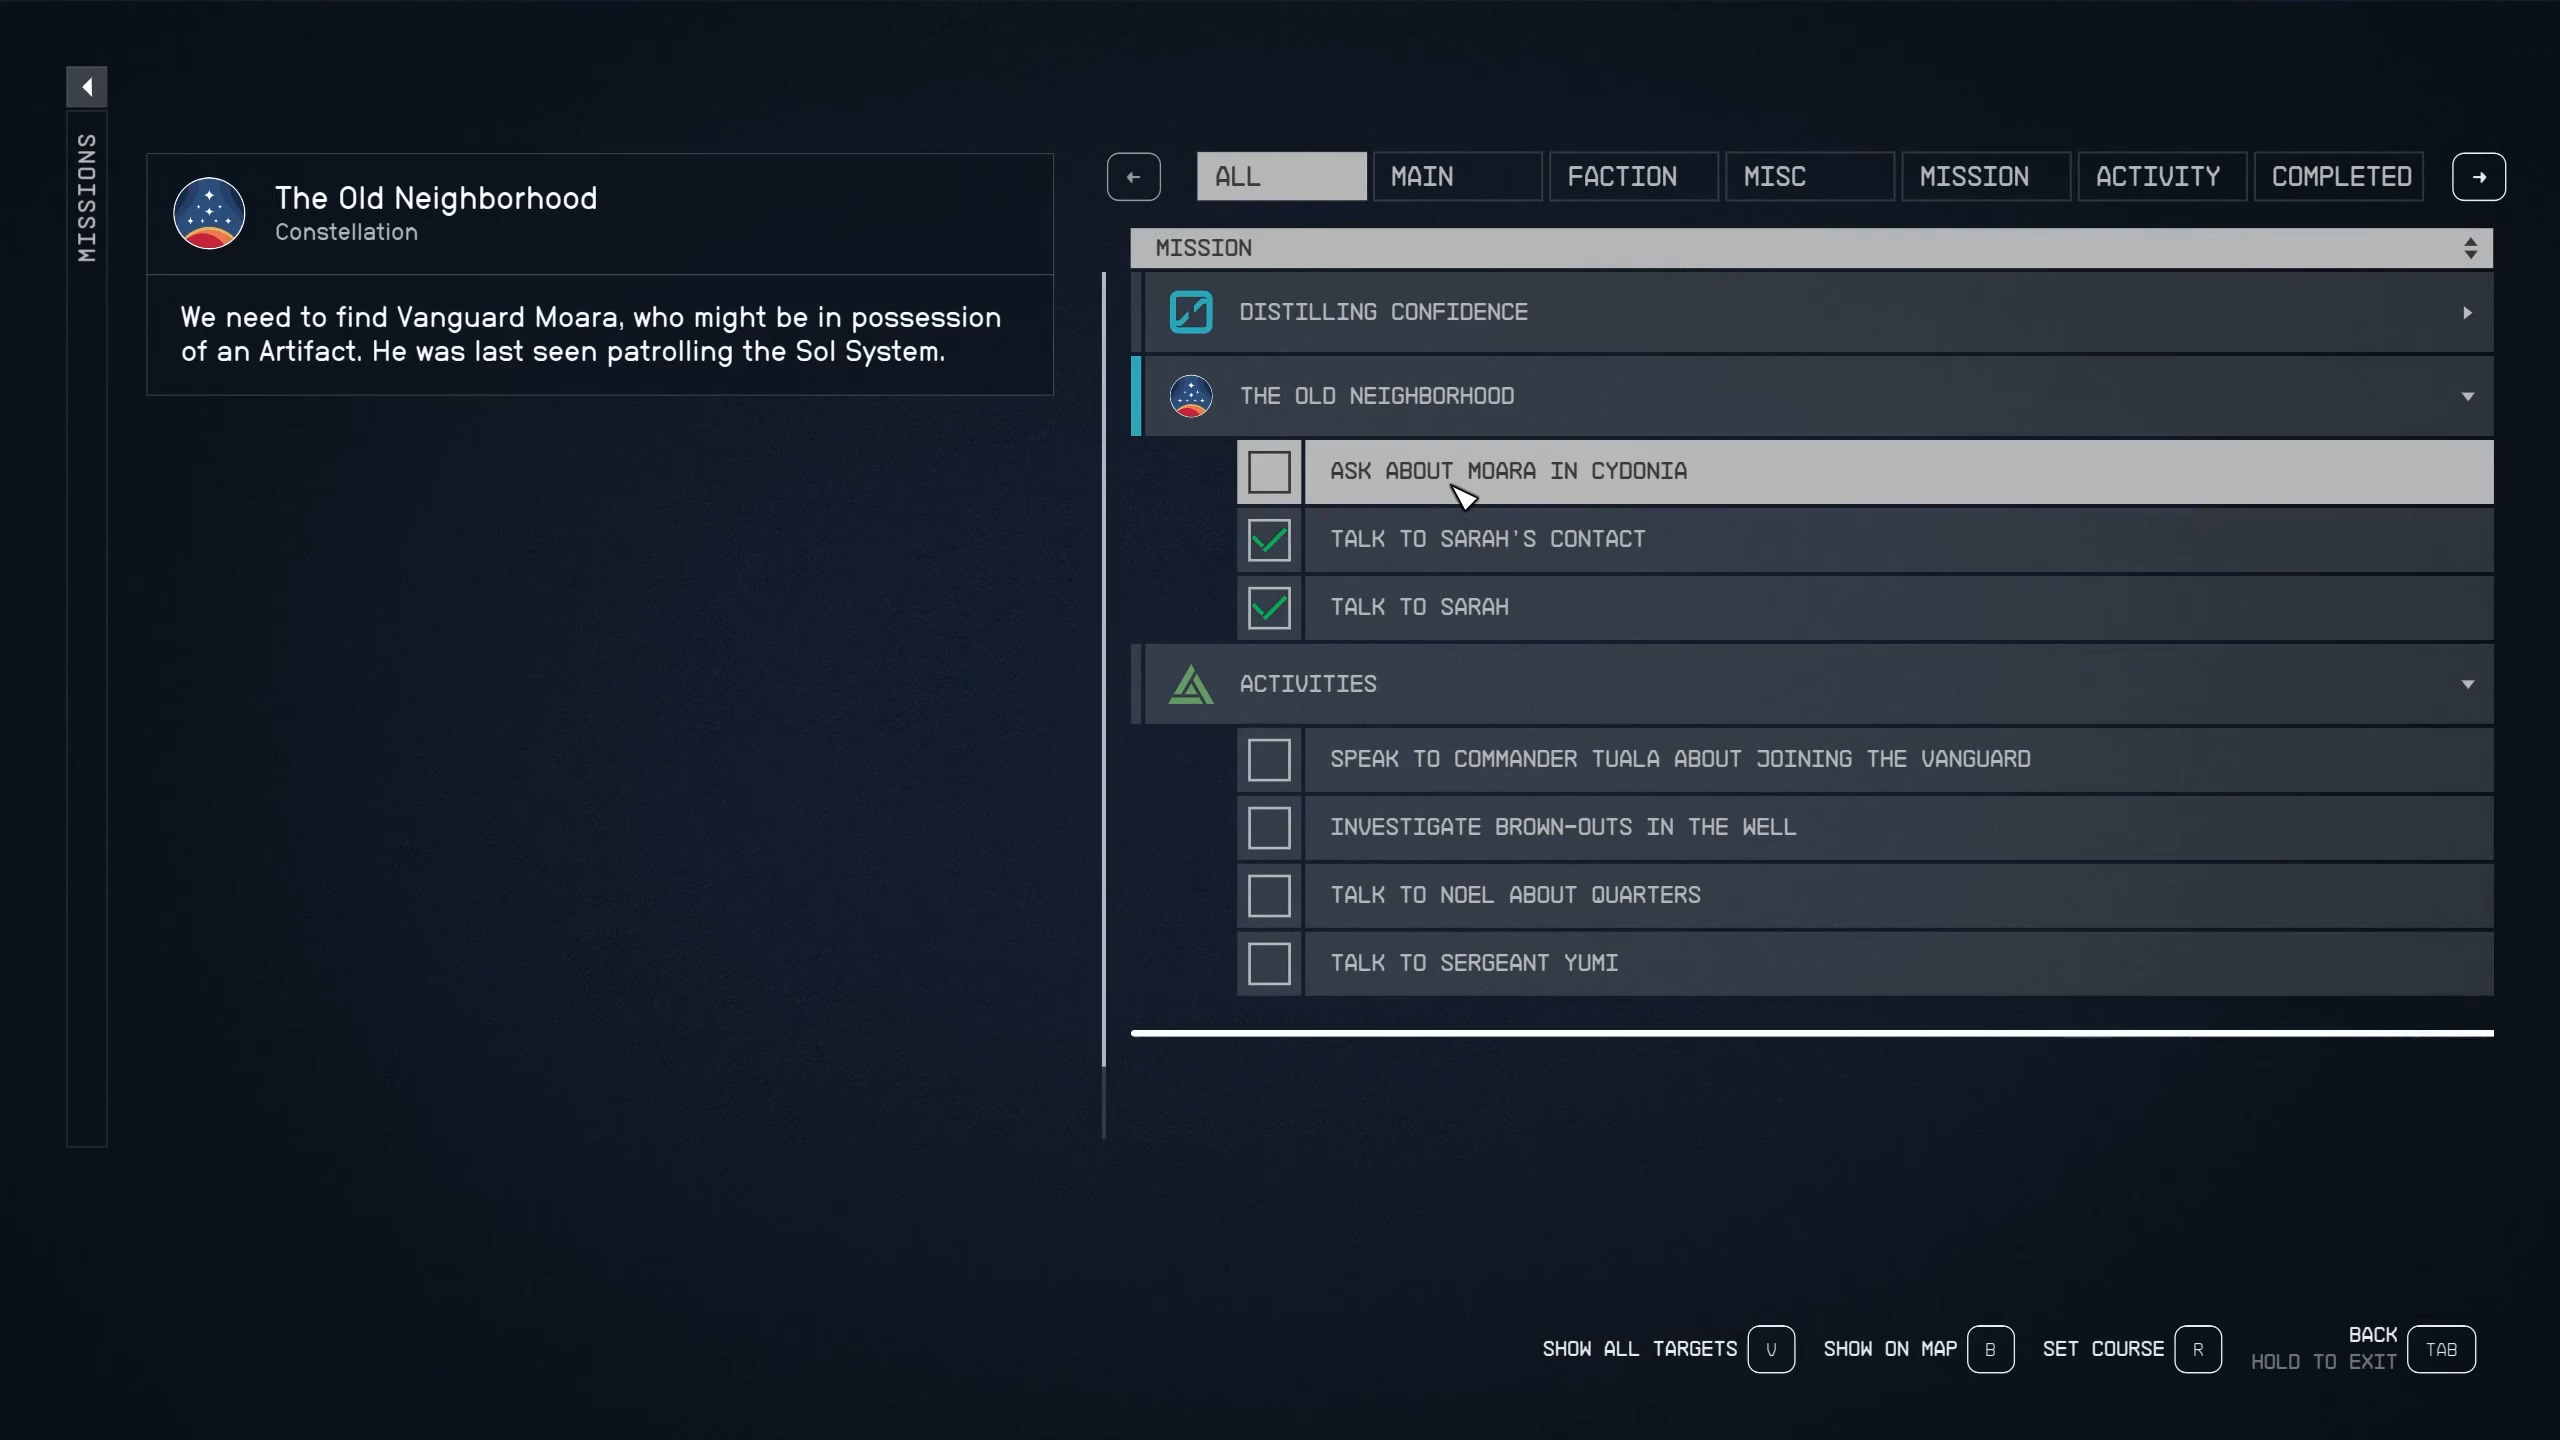 MISSIONS
The Old Neighborhood
Constellation
We need to find Vanguard Moara, who might be in possession
of an Artifact. He was last seen patrolling the Sol System.
ALL
MAIN
FACTION
MISC
MISSION
ACTIVITY
COMPLETED
MISSION
DISTILLING CONFIDENCE
THE OLD NEIGHBORHOOD
ASK ABOUT MOARA IN CYDONIA
TALK TO SARAH'S CONTACT
TALK TO SARAH
ACTIVITIES
SPEAK TO COMMANDER TUALA ABOUT JOINING THE VANGUARD
INVESTIGATE BROWN-OUTS IN THE WELL
TALK TO NOEL ABOUT QUARTERS
TALK TO SERGEANT YUMI
SHOW ALL TARGETS V
SHOW ON MAP B
SET COURSE R
BACK
HOLD TO EXIT
TAB